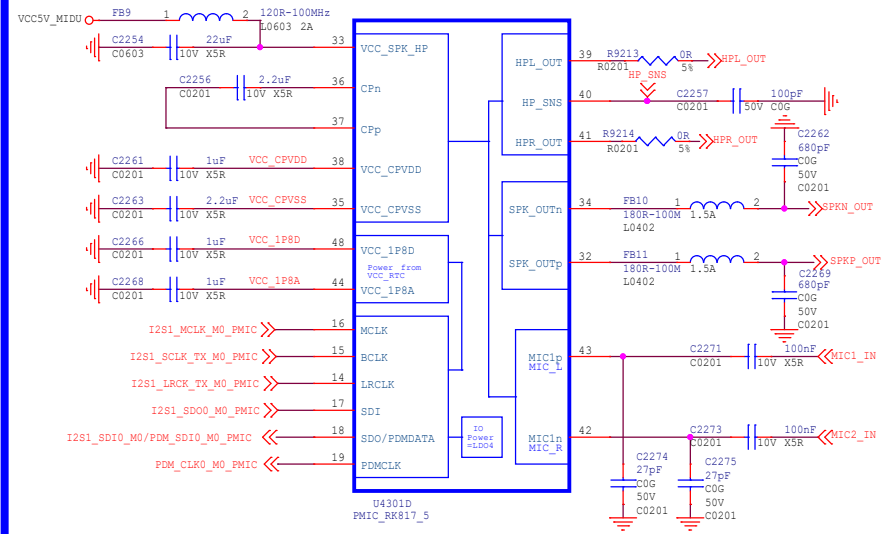 VCC5V_MIDU
FB9 1 2 120R-100MHz
L0603 2A
C2254 22uF
C0603 10V X5R
33 VCC_SPK_HP
C2256 2.2uF
C0201 10V X5R
36 CPn
37 CPp
C2261 1uF VCC_CPVDD 38 VCC_CPVDD
C0201 10V X5R
C2263 2.2uF VCC_CPVSS 35 VCC_CPVSS
C0201 10V X5R
C2266 1uF VCC_1P8D 48 VCC_1P8D
C0201 10V X5R
Power from
VCC_RTC
C2268 1uF VCC_1P8A 44 VCC_1P8A
C0201 10V X5R
I2S1_MCLK_M0_PMIC 16 MCLK
I2S1_SCLK_TX_M0_PMIC 15 BCLK
I2S1_LRCK_TX_M0_PMIC 14 LRCLK
I2S1_SDO0_M0_PMIC 17 SDI
I2S1_SDI0_M0/PDM_SDI0_M0_PMIC 18 SDO/PDMDATA
PDM_CLK0_M0_PMIC 19 PDMCLK
IO
Power
=LDO4
U4301D
PMIC_RK817_5
HPL_OUT 39 R9213 0R HPL_OUT
R0201 5%
HP_SNS
HP_SNS 40 C2257 100pF
C0201 50V C0G
HPR_OUT 41 R9214 0R HPR_OUT
R0201 5%
C2262
680pF
C0G
50V
C0201
SPK_OUTn 34 FB10 1 2 SPKN_OUT
180R-100M 1.5A
L0402
SPK_OUTp 32 FB11 1 2 SPKP_OUT
180R-100M 1.5A
L0402
C2269
680pF
C0G
50V
C0201
MIC1p
MIC_L
43 C2271 100nF MIC1_IN
C0201 10V X5R
MIC1n
MIC_R
42 C2273 100nF MIC2_IN
C0201 10V X5R
C2274
27pF
C0G
50V
C0201
C2275
27pF
C0G
50V
C0201